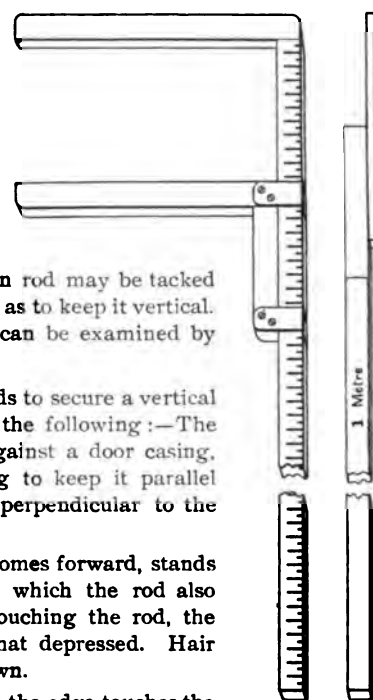 n rod may be tacked
as to keep it vertical.
can be examined by
ds to secure a vertical
the following :—The
gainst a door casing,
g to keep it parallel
perpendicular to the
omes forward, stands
which the rod also
ouching the rod, the
hat depressed. Hair
wn.
the edge touches the
1 Metre